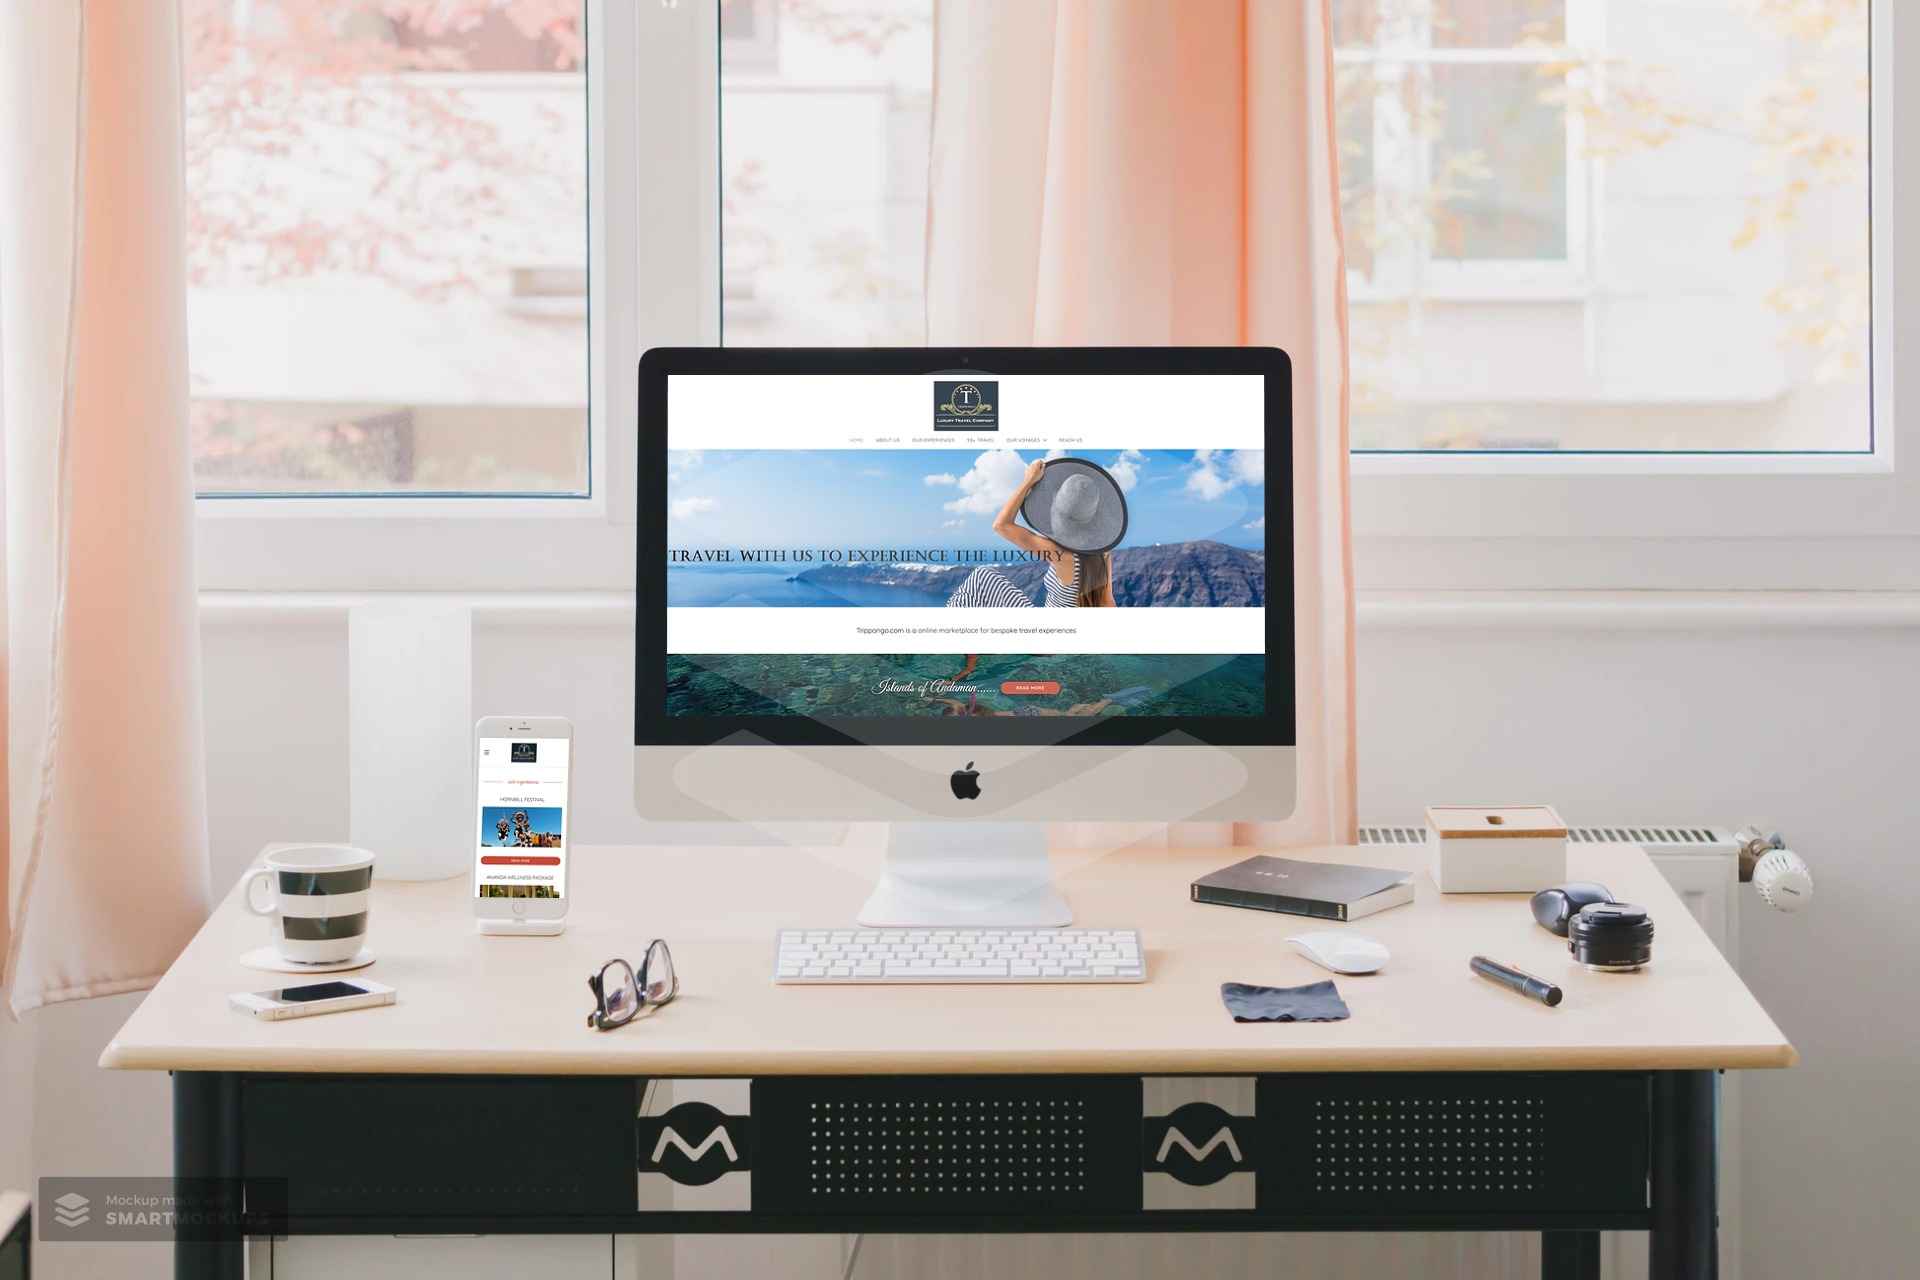 T
LUXURY TRAVEL COMPANY
HOME ABOUT US OUR EXPERIENCES 55+ TRAVEL OUR VOYAGES REACH US
TRAVEL WITH US TO EXPERIENCE THE LUXURY
Trippongo.com is a online marketplace for bespoke travel experiences
Islands of Andaman...... READ MORE
T
HORNBILL FESTIVAL
READ MORE
ANANDA WELLNESS PACKAGE
Mockup made with
SMARTMOCKUPS